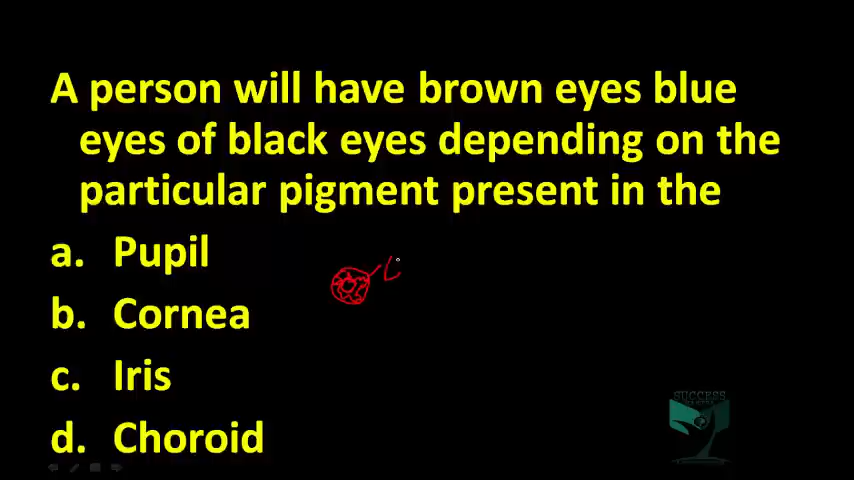 A person will have brown eyes blue
eyes of black eyes depending on the
particular pigment present in the
a. Pupil
b. Cornea
c. Iris
d. Choroid
SUCCESS